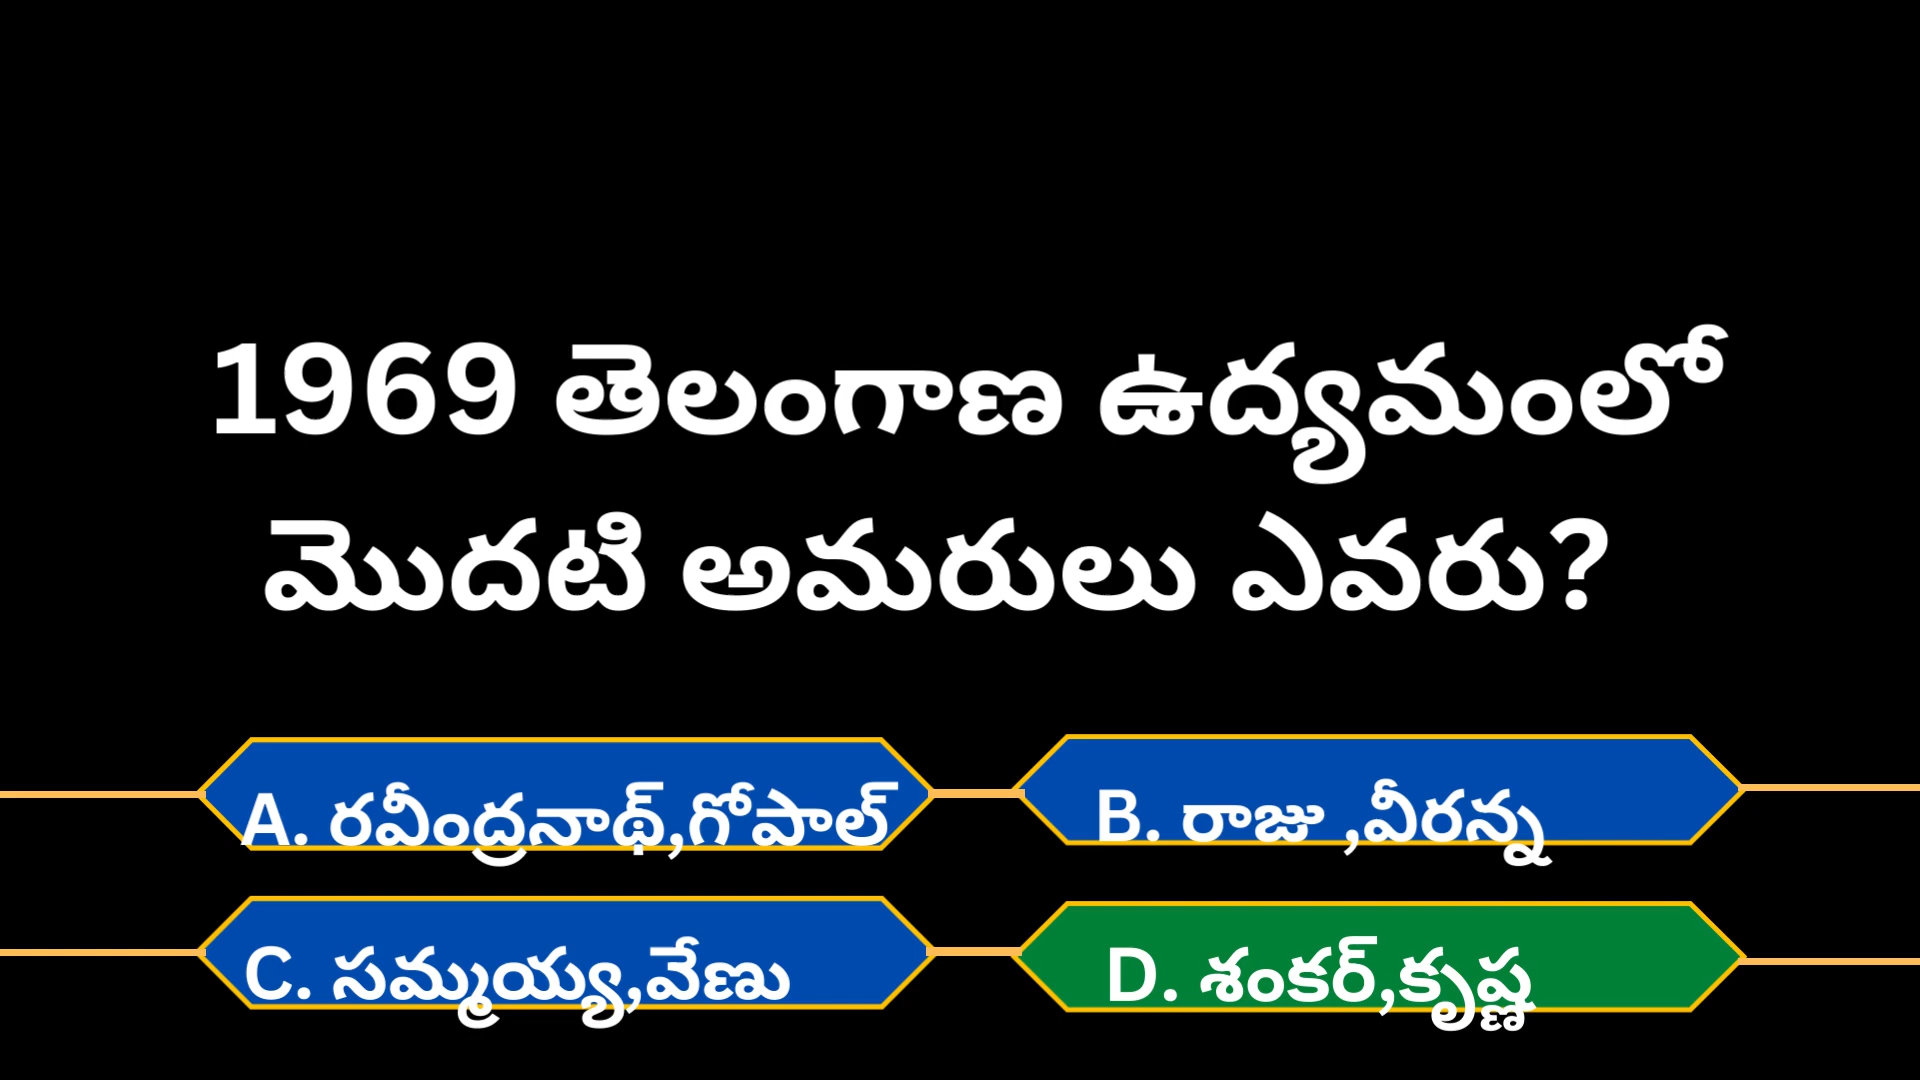 1969 తెలంగాణ ఉద్యమంలో
మొదటి అమరులు ఎవరు?
A. రవీంద్రనాథ్,గోపాల్
B. రాజు ,వీరన్న
C. సమ్మయ్య,వేణు
D. శంకర్,కృష్ణ